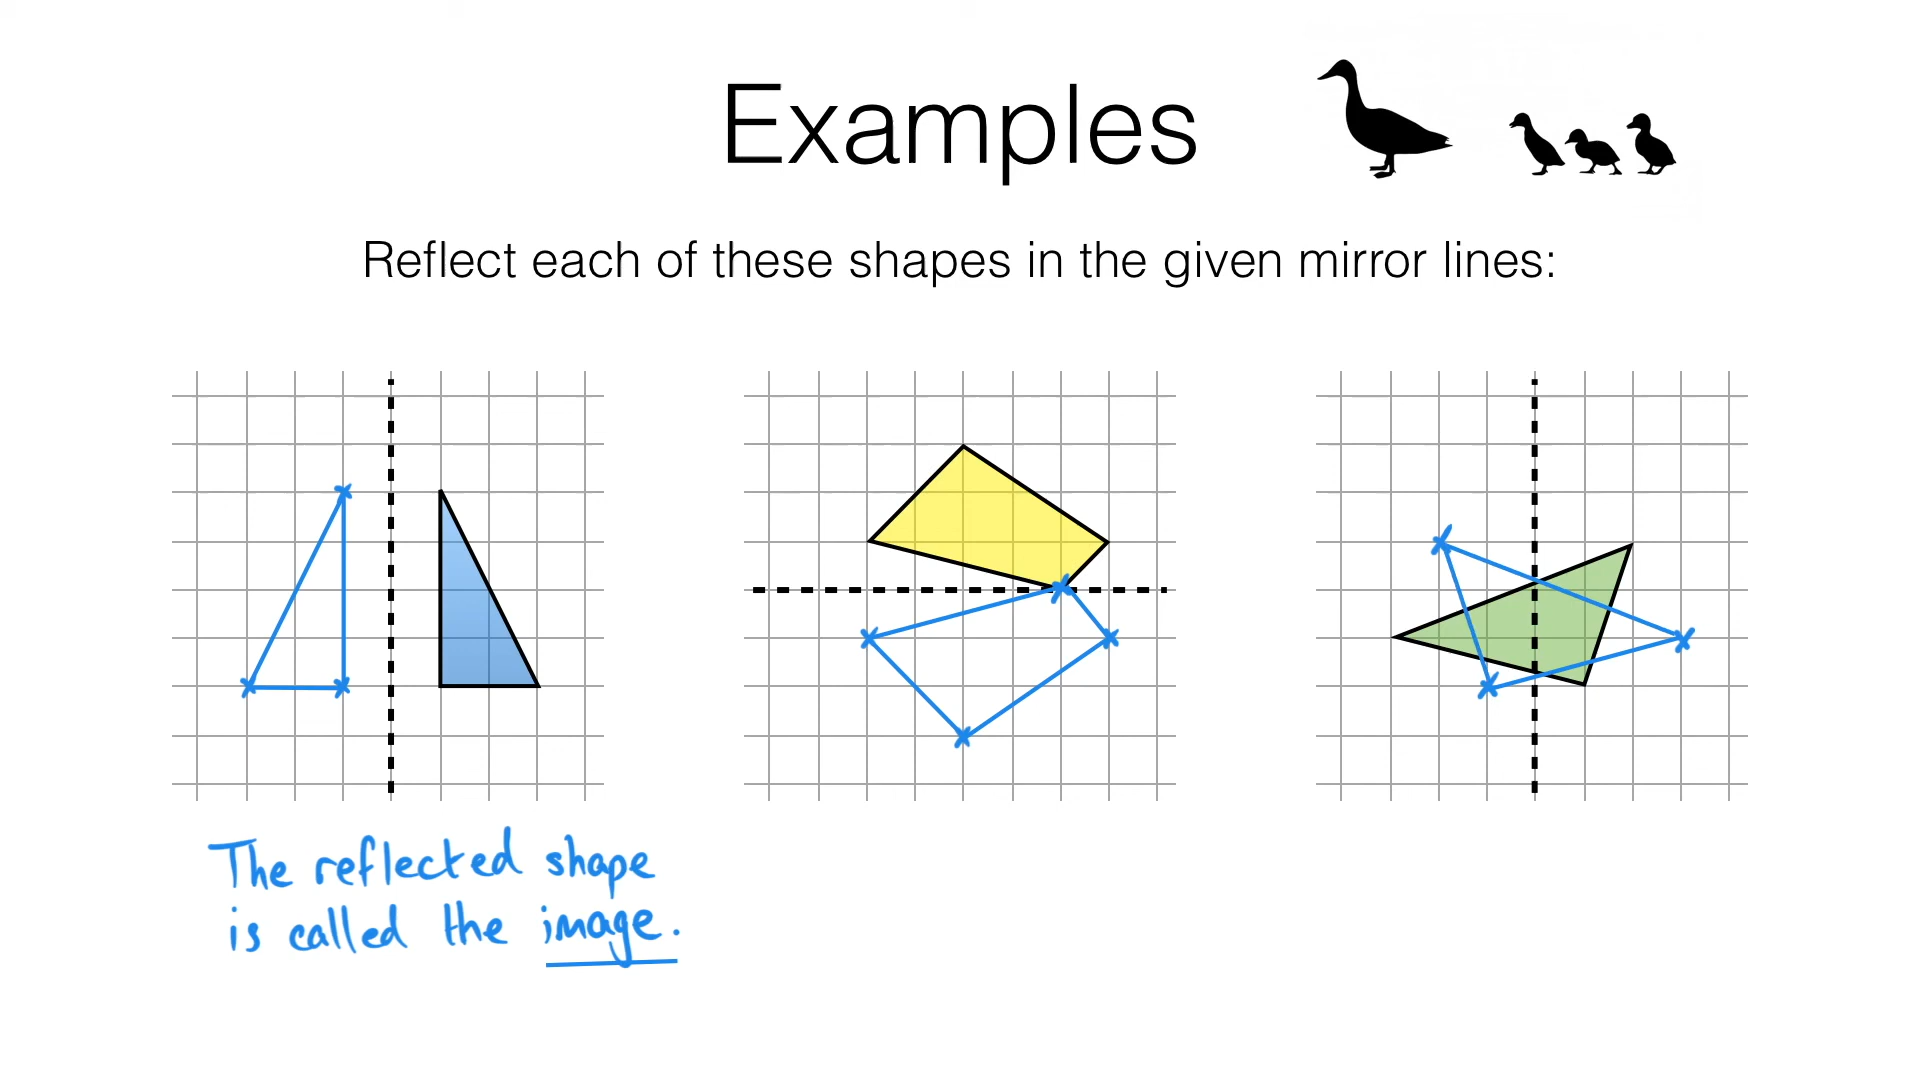 Examples
Reflect each of these shapes in the given mirror lines:
The reflected shape
is called the image.